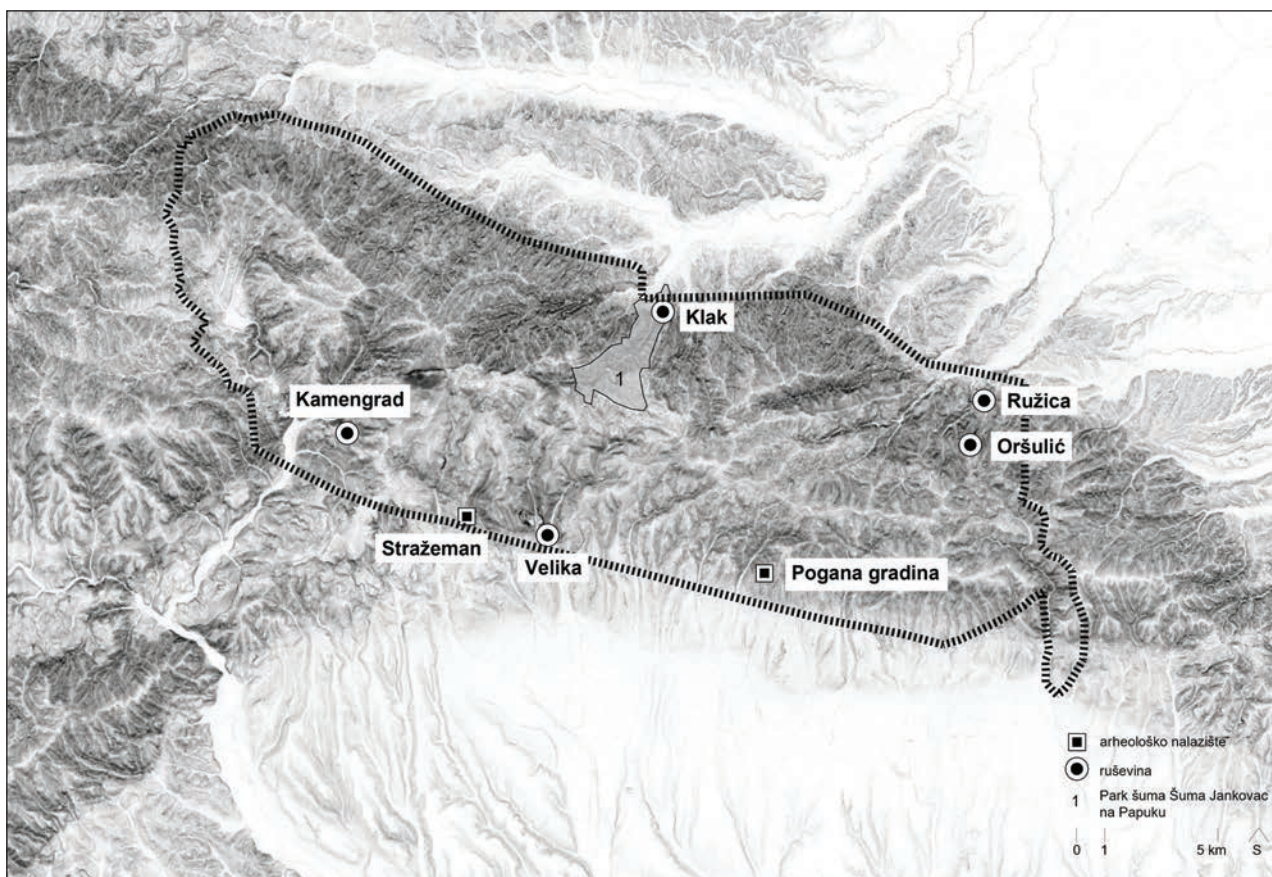 Klak
1
Kamengrad
Ružica
Oršulić
Stražeman
Velika
Pogana gradina
arheološko nalazište
ruševina
1 Park šuma Šuma Jankovac
na Papuku
0 1 5 km S